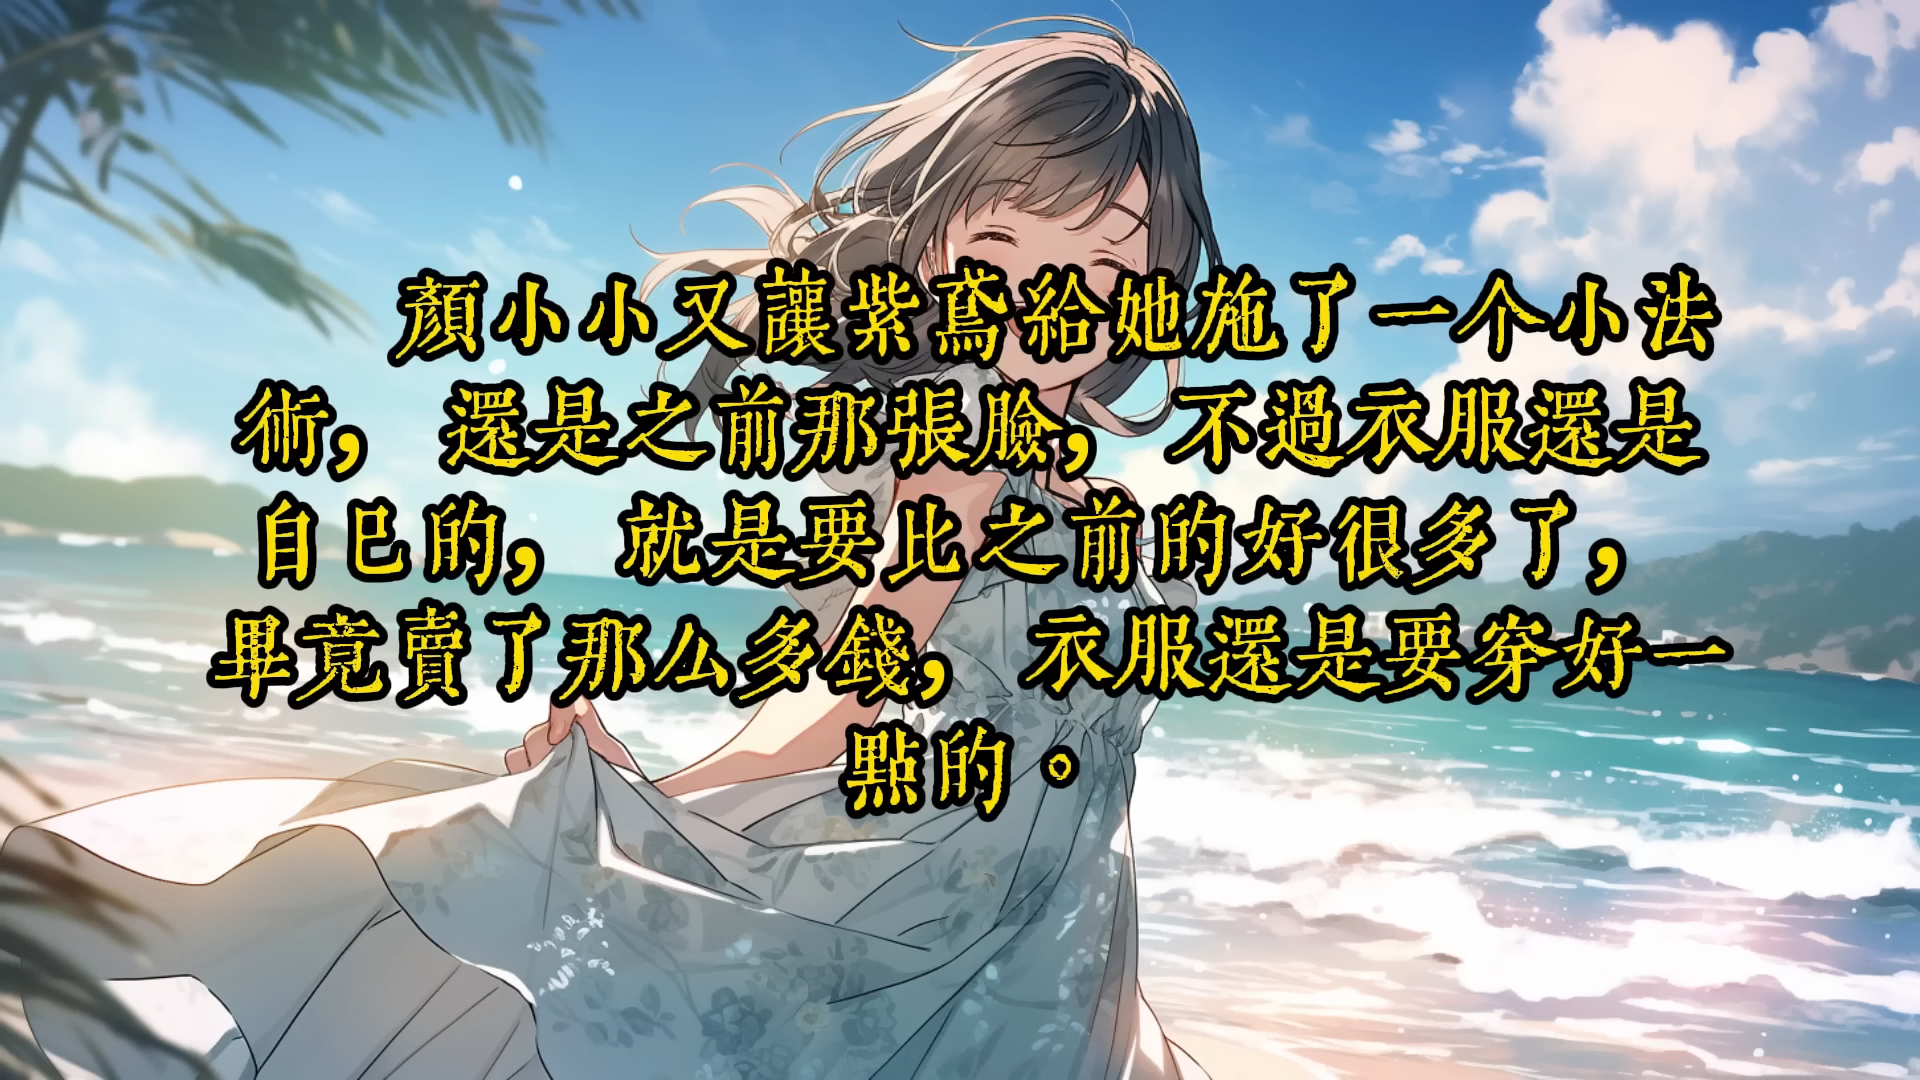 顏小小又讓紫鳶給她施了一个小法
術，還是之前那張臉，不過衣服還是
自已的，就是要比之前的好很多了，
畢竟賣了那么多錢，衣服還是要穿好一
點的。